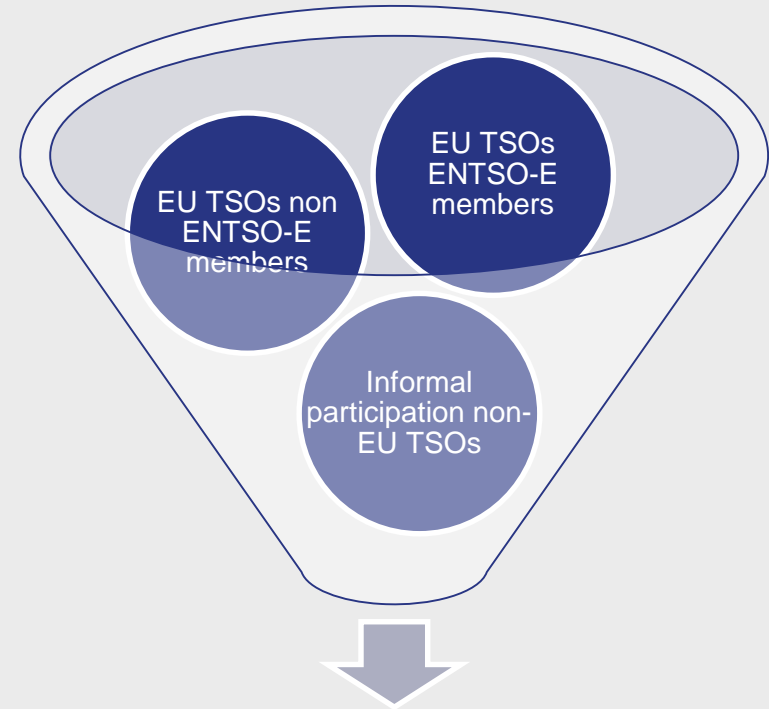 EU TSOs
ENTSO-E
members
EU TSOs non
ENTSO-E
members
Informal
participation non-
EU TSOs